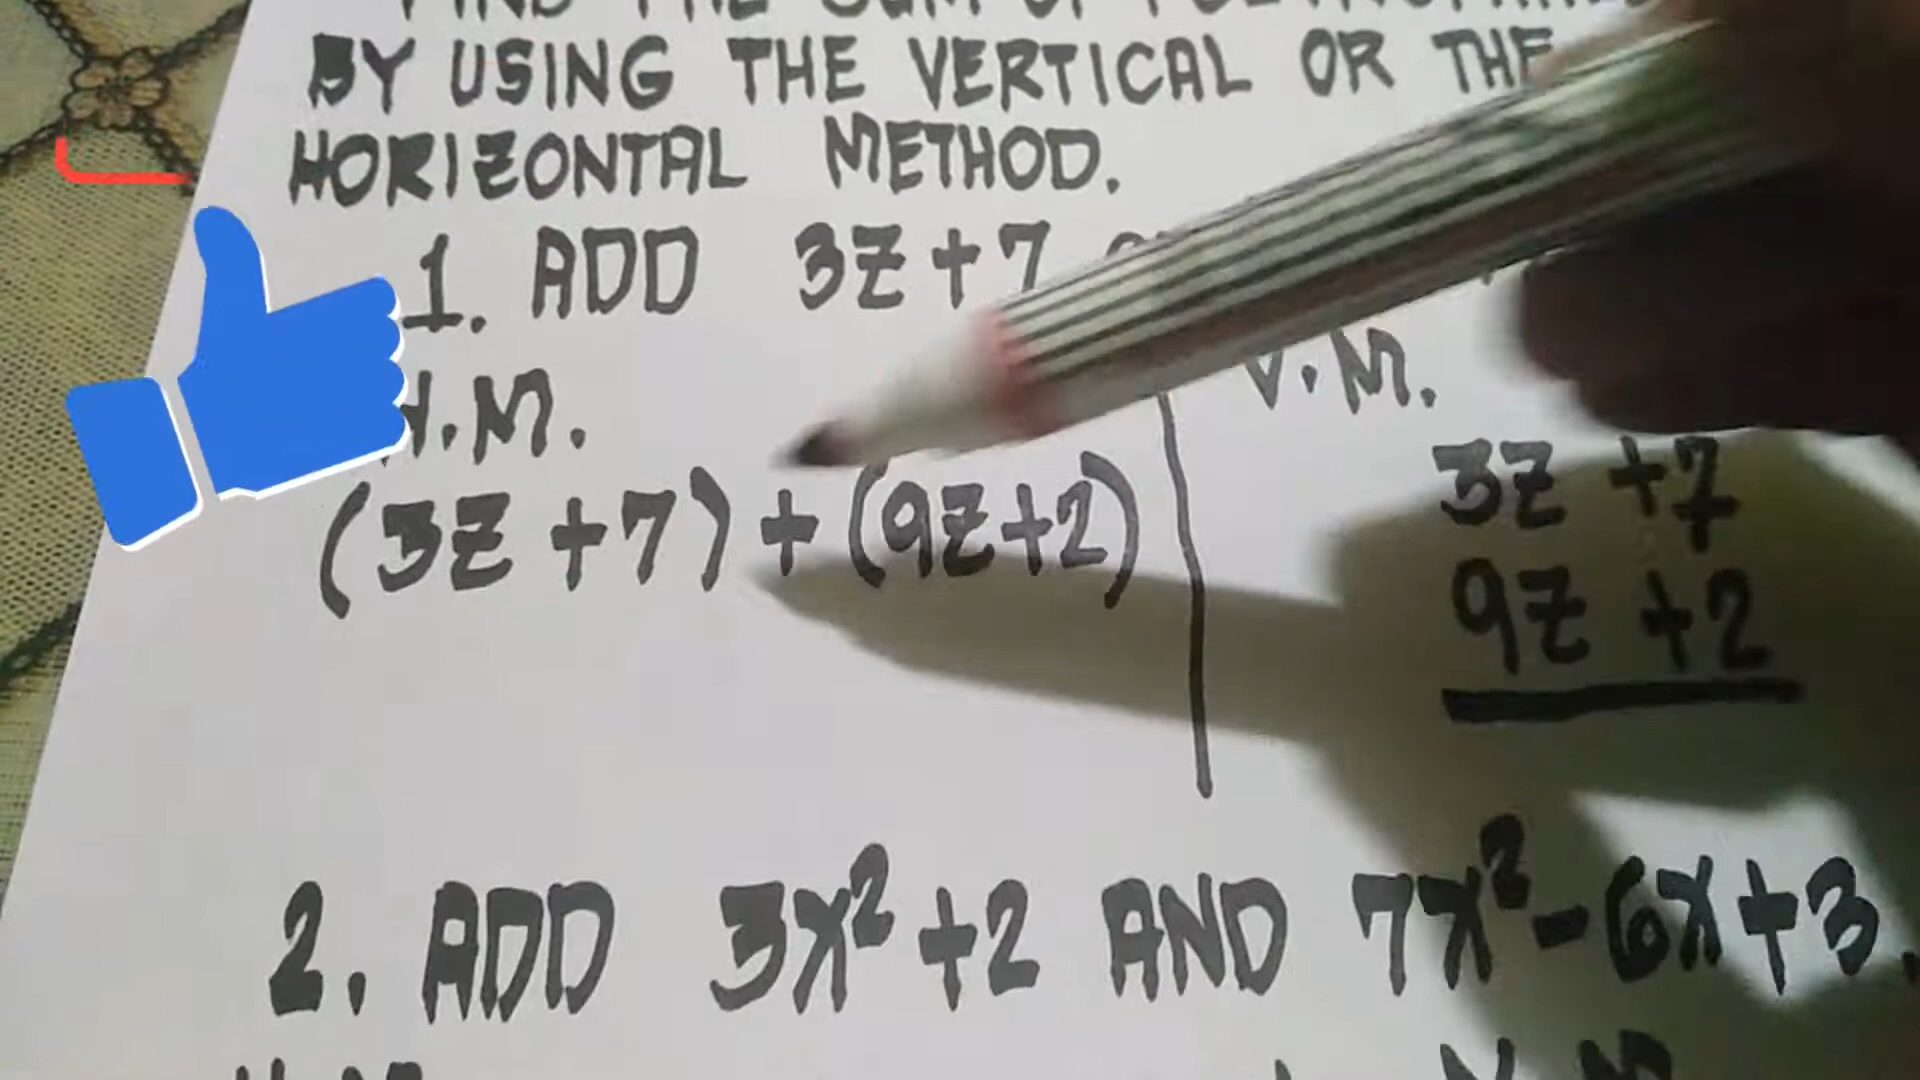 BY USING THE VERTICAL OR THE
HORIZONTAL METHOD.
1. ADD 3Z+7
H.M.
V.M.
(3Z+7)+(9Z+2)
3Z +7
9Z +2
2. ADD 3x²+2 AND 7x²-6x+3.